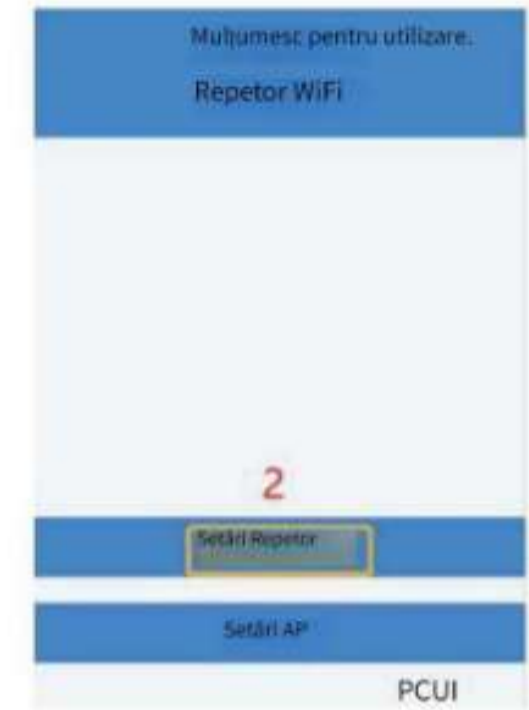 Mulțumesc pentru utilizare.
Repetor WiFi
2
Setări Repetor
Setări AP
PCUI